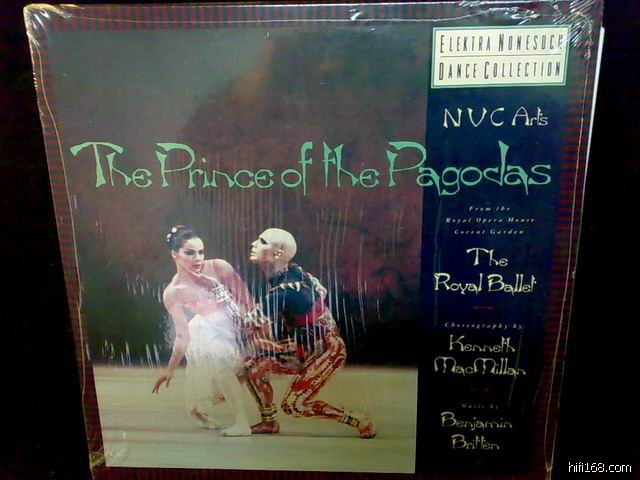 ELEKTRA NONESUCH
DANCE COLLECTION
NVC Arts
The Prince of the Pagodas
From the
Royal Opera House
Covent Garden
The
Royal Ballet
Choreography by
Kenneth
MacMillan
Music by
Benjamin
Britten
hifi168.com